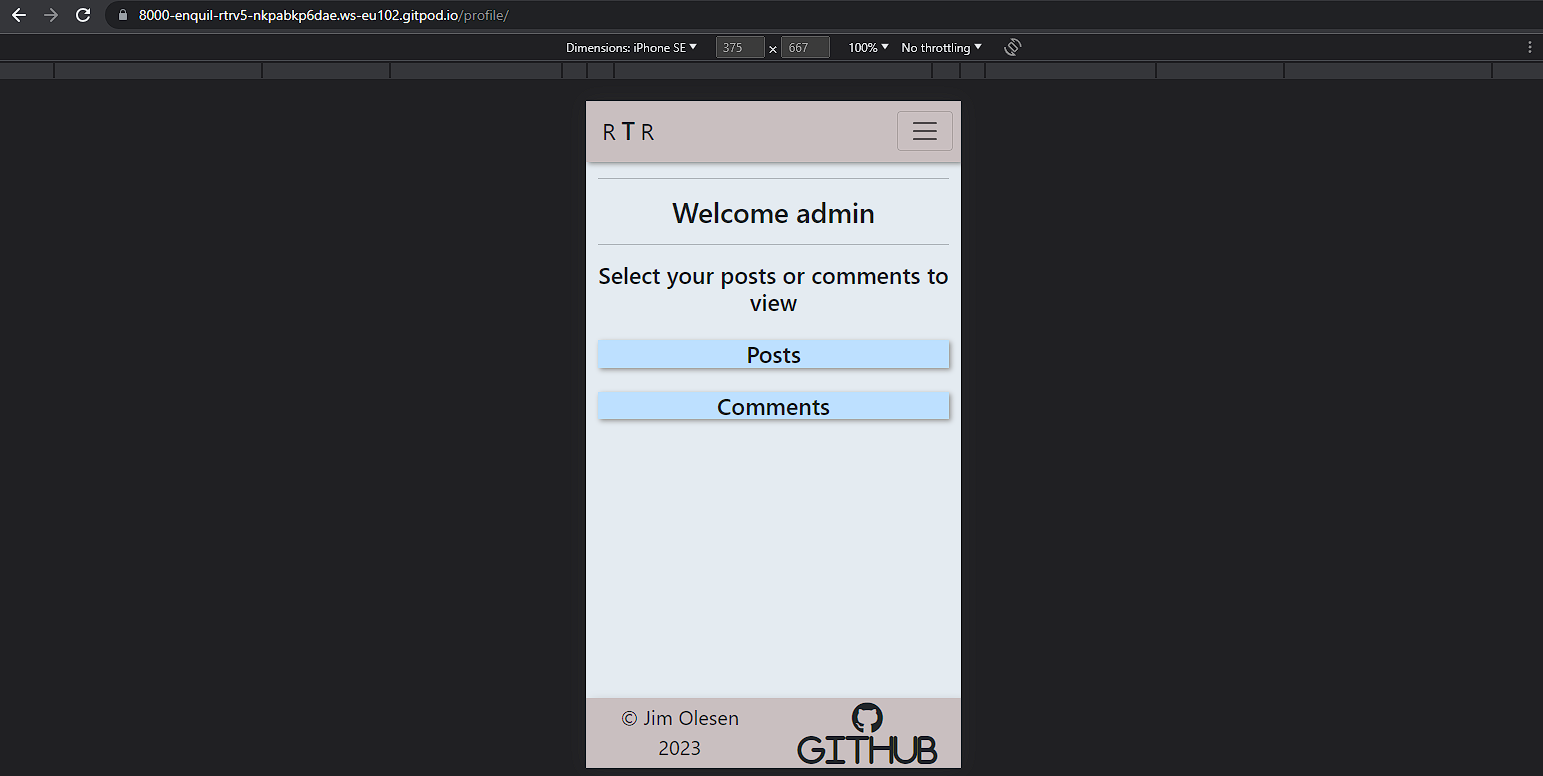 8000-enquil-rtrv5-nkpabkp6dae.ws-eu102.gitpod.io/profile/
Dimensions: iPhone SE 375 × 667 100% No throttling
R T R
Welcome admin
Select your posts or comments to
view
Posts
Comments
© Jim Olesen
2023
GITHUB